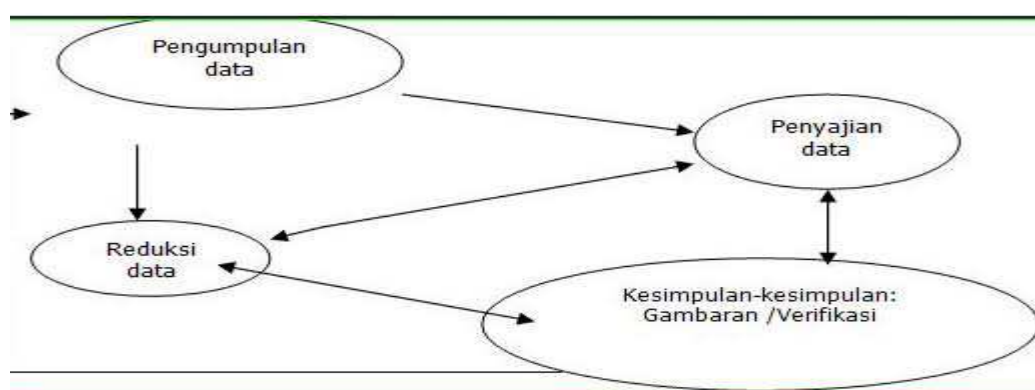 Pengumpulan
data
Penyajian
data
Reduksi
data
Kesimpulan-kesimpulan:
Gambaran /Verifikasi